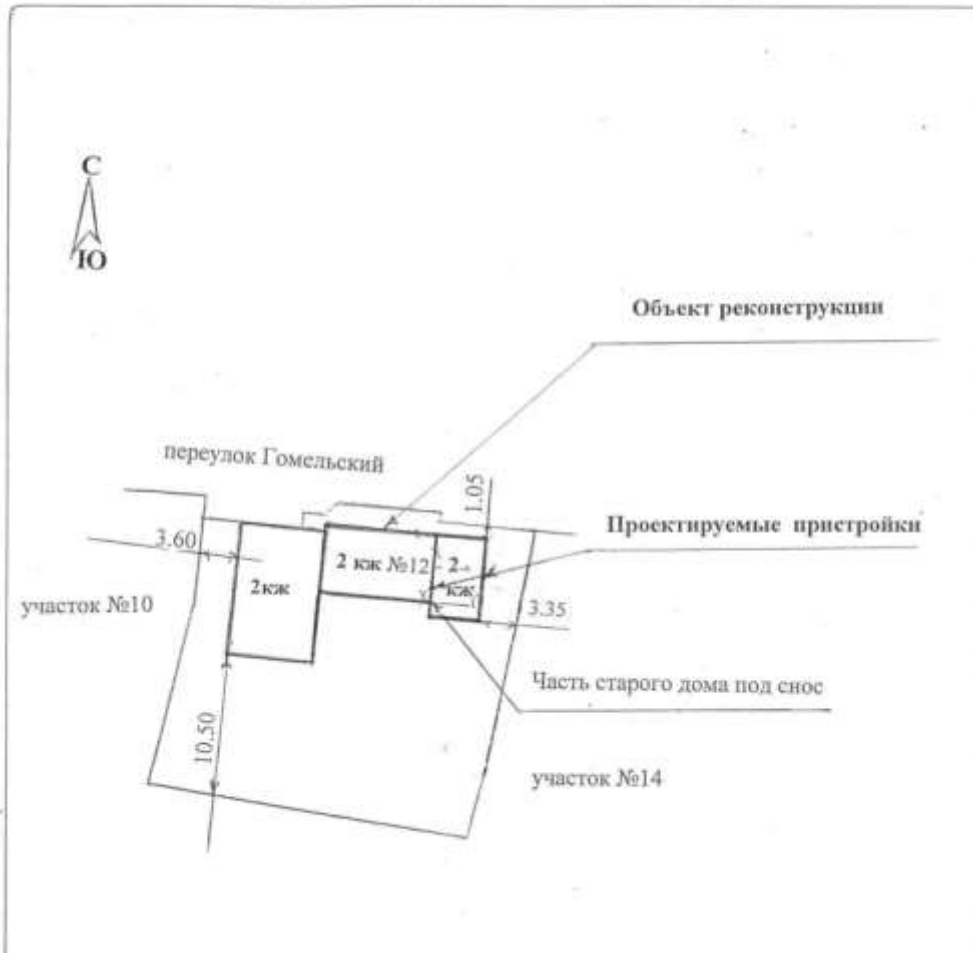 С
Ю
Объект реконструкции
переулок Гомельский
1.05
Проектируемые пристройки
3.60
2кж
2 кж №12
2
кж
участок №10
3.35
Часть старого дома под снос
10.50
участок №14